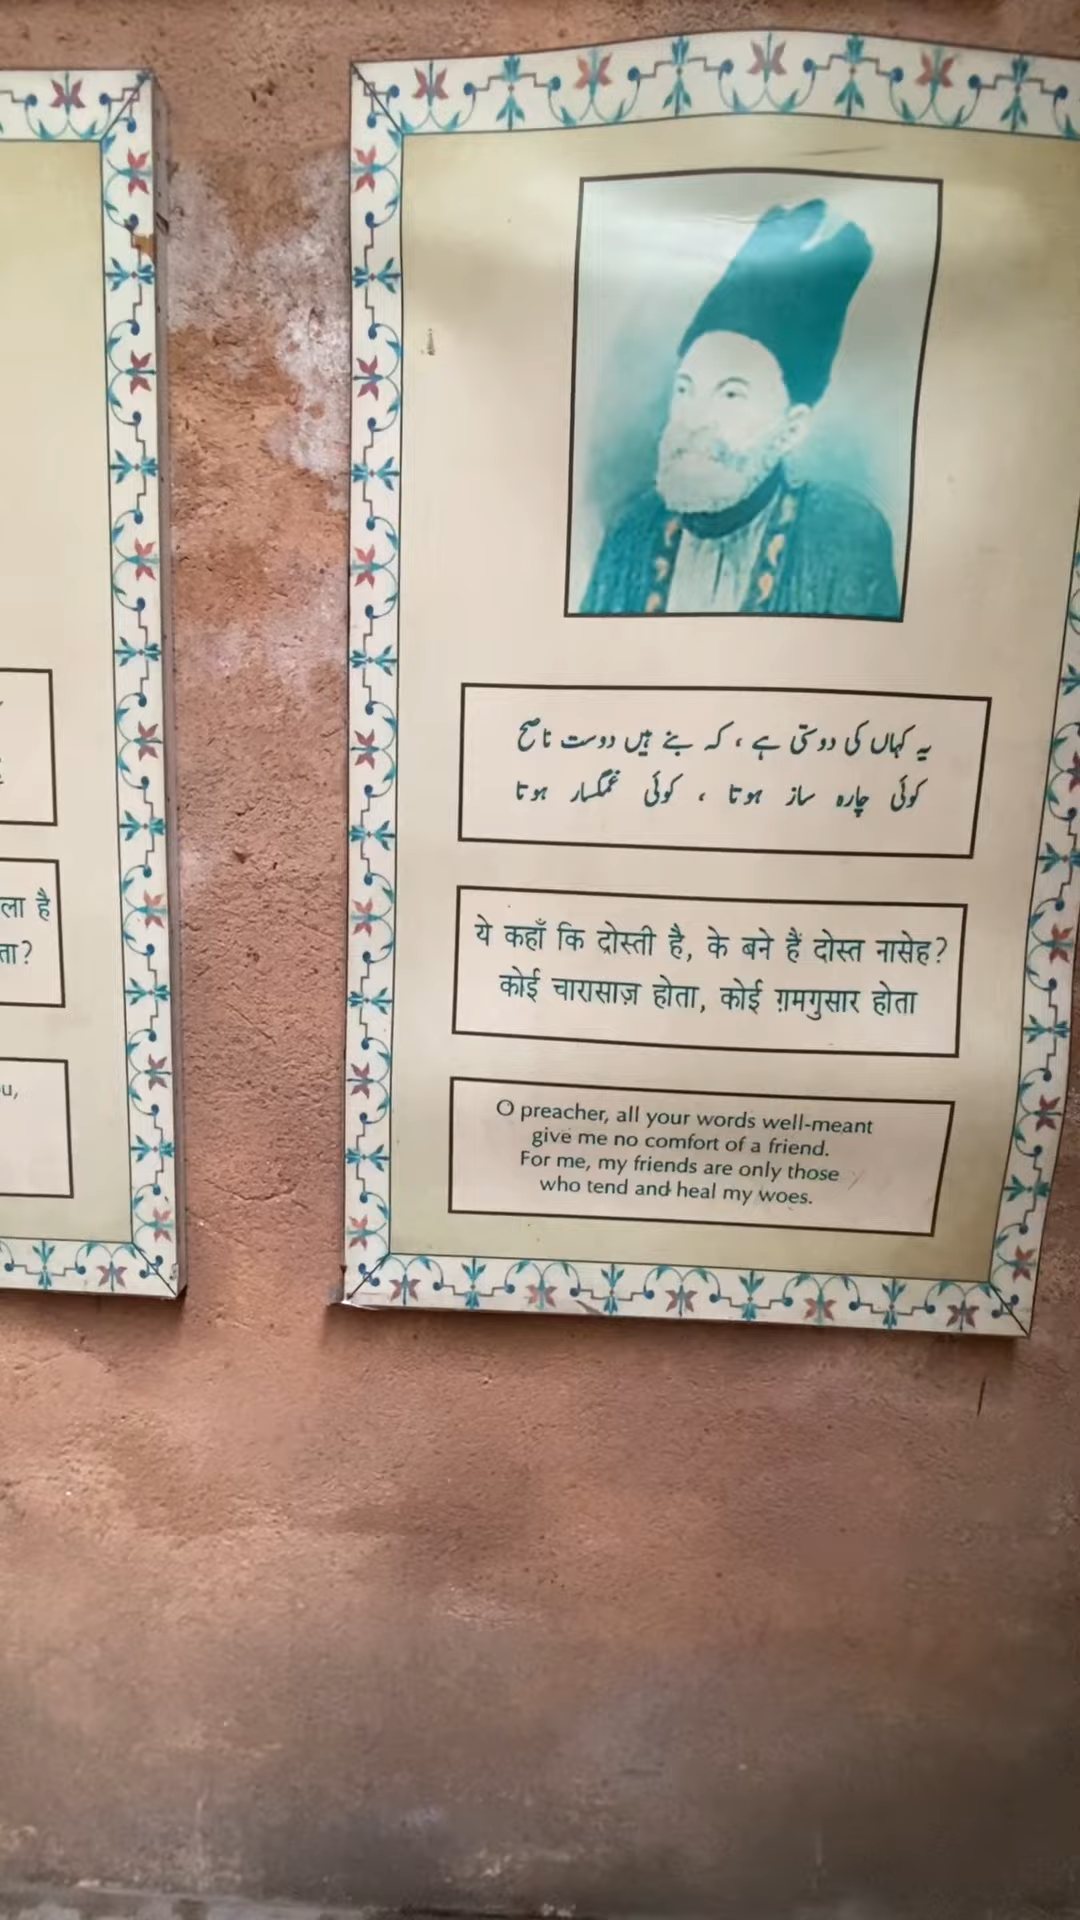 ला है
ता?
u,
یہ کہاں کی دوستی ہے ، کہ بنے ہیں دوست ناصح
کوئی چارہ ساز ہوتا ، کوئی غمگسار ہوتا
ये कहाँ कि द्रोस्ती है, के बने हैं दोस्त नासेह?
कोई चारासाज़ होता, कोई ग़मगुसार होता
O preacher, all your words well-meant
give me no comfort of a friend.
For me, my friends are only those
who tend and heal my woes.